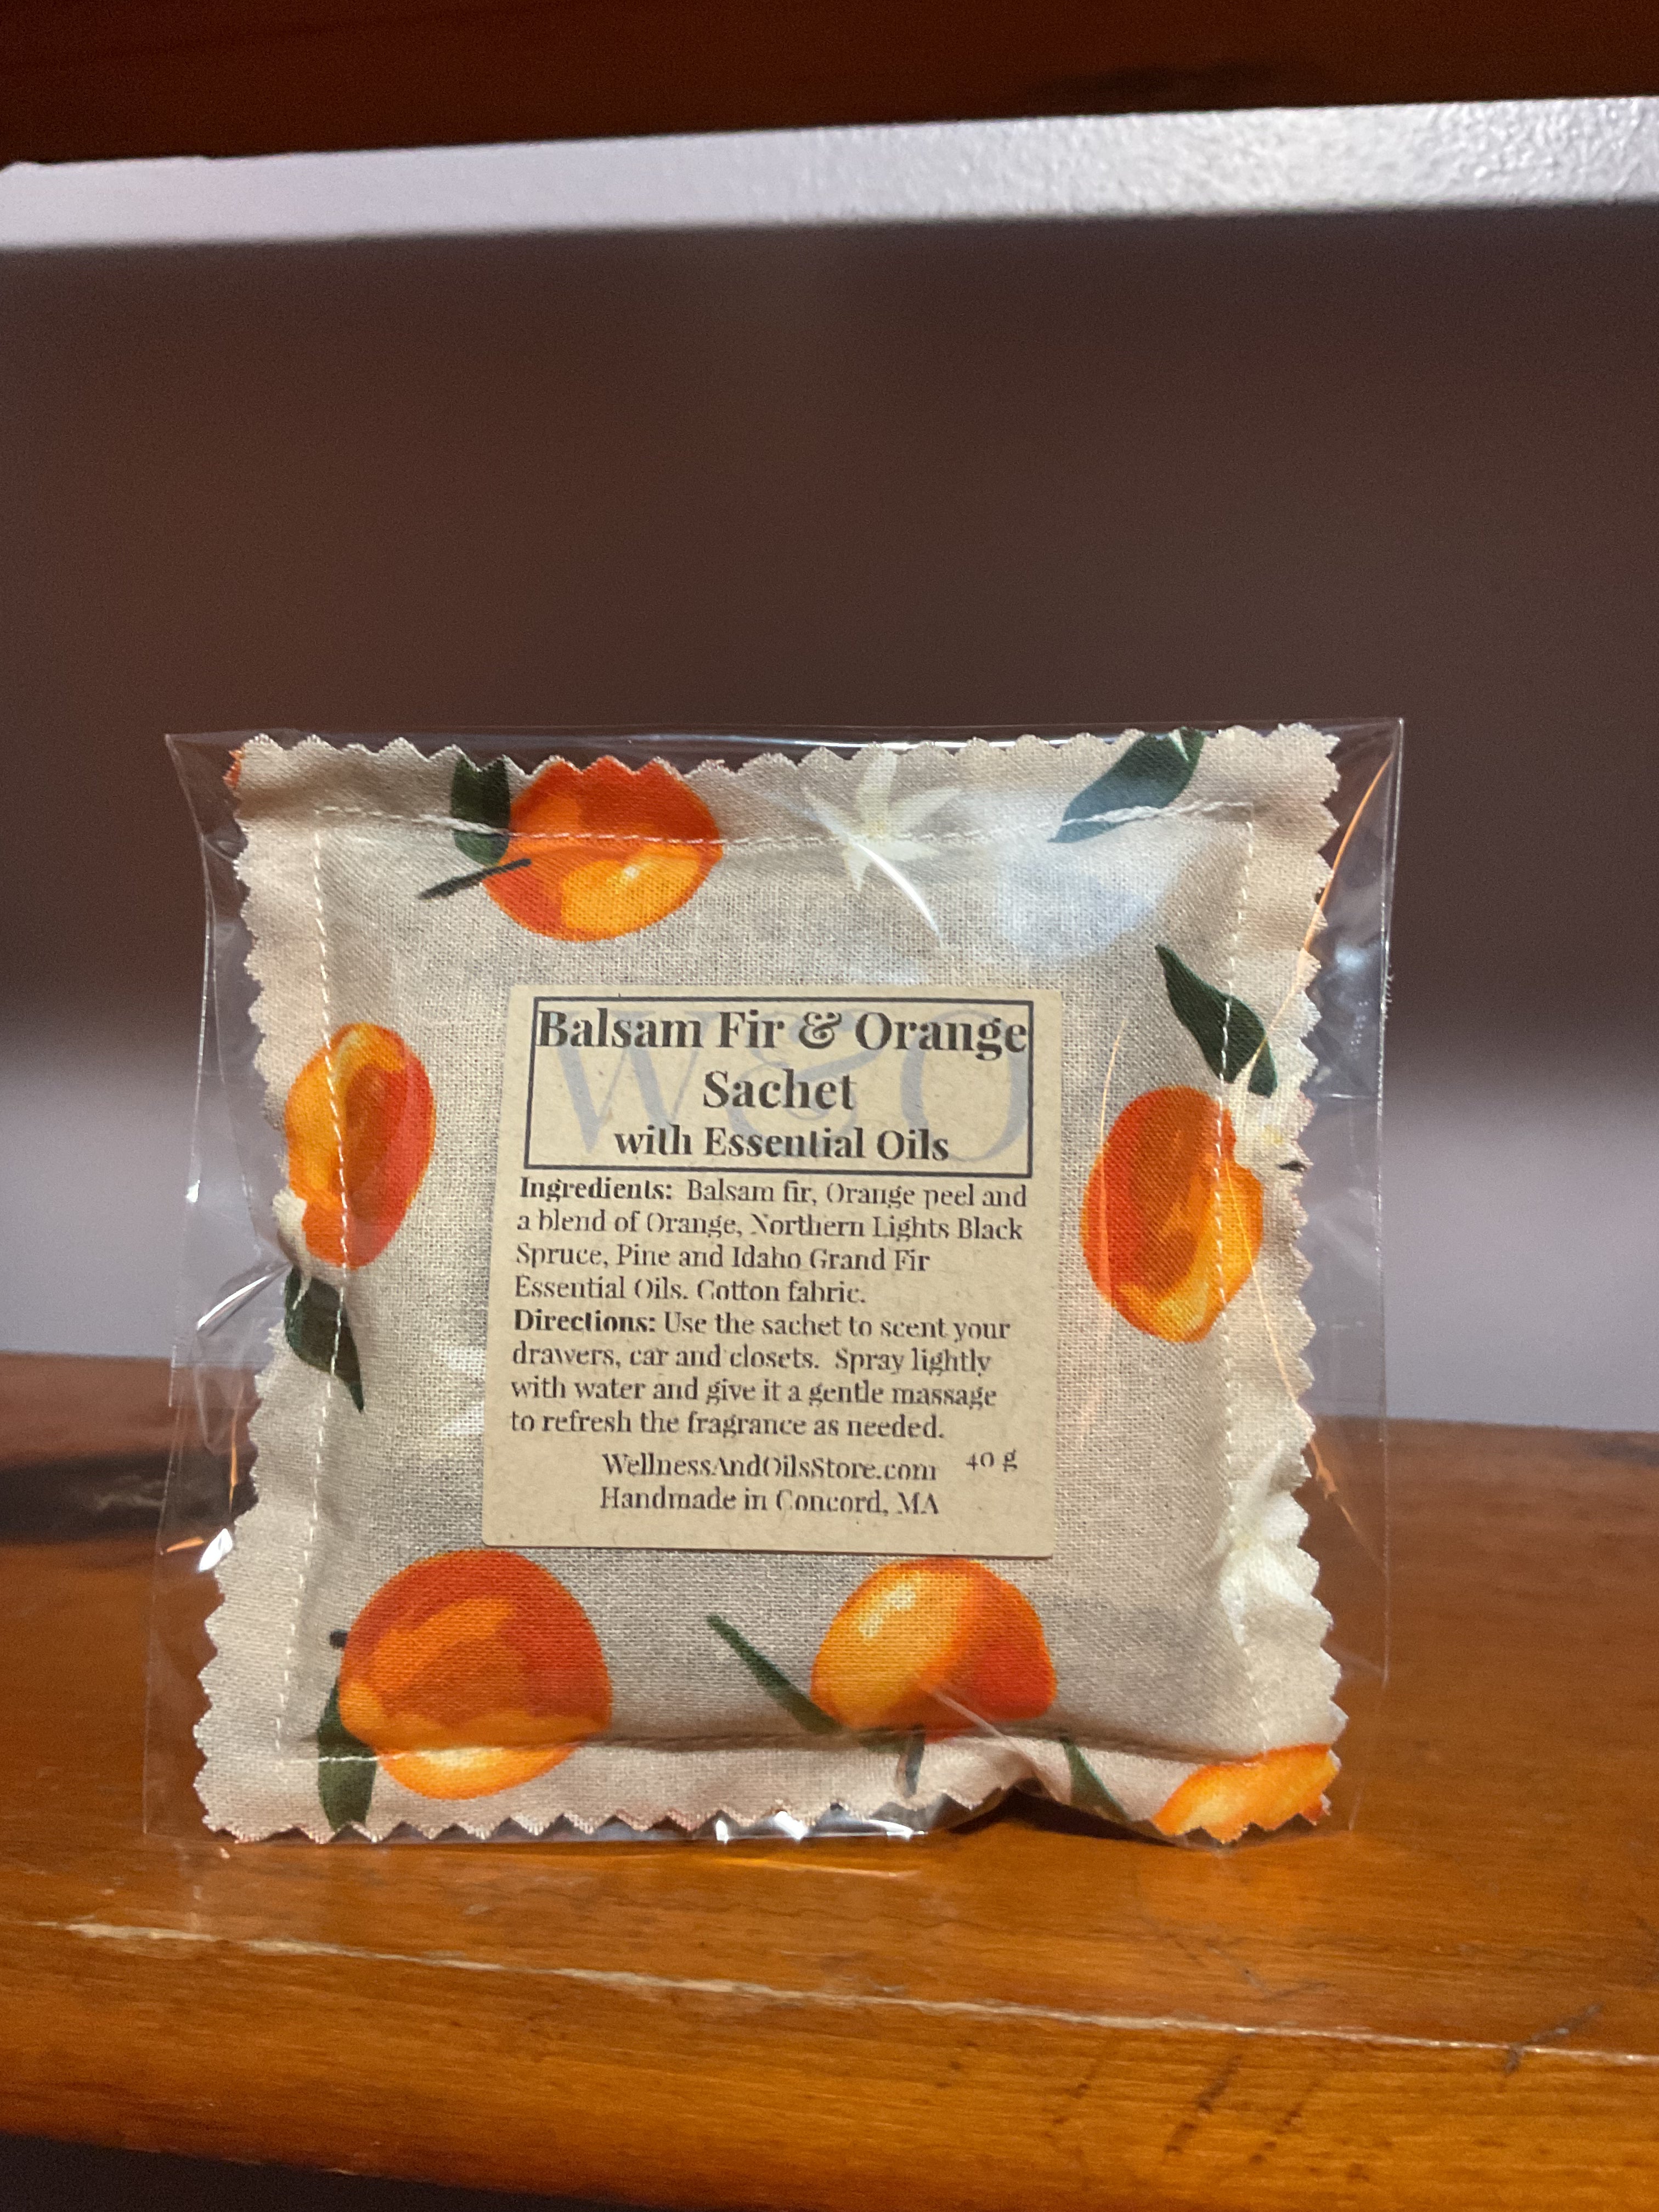 W&O
Balsam Fir & Orange
Sachet
with Essential Oils
Ingredients: Balsam fir, Orange peel and
a blend of Orange, Northern Lights Black
Spruce, Pine and Idaho Grand Fir
Essential Oils. Cotton fabric.
Directions: Use the sachet to scent your
drawers, car and closets. Spray lightly
with water and give it a gentle massage
to refresh the fragrance as needed.
WellnessAndOilsStore.com 40 g
Handmade in Concord, MA